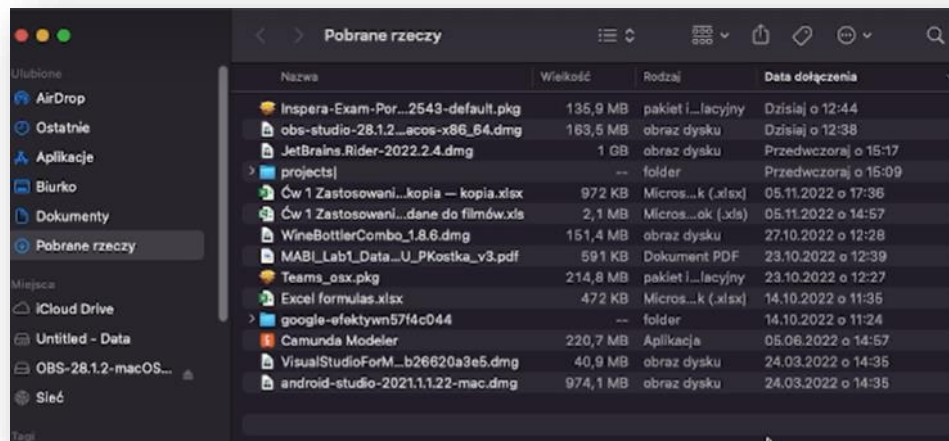 Pobrane rzeczy
Ulubione
AirDrop
Ostatnie
Aplikacje
Biurko
Dokumenty
Pobrane rzeczy
Miejsca
iCloud Drive
Untitled - Data
OBS-28.1.2-macOS...
Sieć
Tagi
Nazwa Wielkość Rodzaj Data dołączenia
Inspera-Exam-Por...2543-default.pkg 135,9 MB pakiet i...lacyjny Dzisiaj o 12:44
obs-studio-28.1.2...acos-x86_64.dmg 163,5 MB obraz dysku Dzisiaj o 12:38
JetBrains.Rider-2022.2.4.dmg 1 GB obraz dysku Przedwczoraj o 15:17
projects -- folder Przedwczoraj o 15:09
Ćw 1 Zastosowani...kopia — kopia.xlsx 972 KB Micros...k (.xlsx) 05.11.2022 o 17:36
Ćw 1 Zastosowani...dane do filmów.xls 2,1 MB Micros...ok (.xls) 05.11.2022 o 14:57
WineBottlerCombo_1.8.6.dmg 151,4 MB obraz dysku 27.10.2022 o 12:28
MABI_Lab1_Data...U_PKostka_v3.pdf 591 KB Dokument PDF 23.10.2022 o 12:39
Teams_osx.pkg 214,8 MB pakiet i...lacyjny 23.10.2022 o 12:27
Excel formulas.xlsx 472 KB Micros...k (.xlsx) 14.10.2022 o 11:35
google-efektywn57f4c044 -- folder 14.10.2022 o 11:24
Camunda Modeler 220,7 MB Aplikacja 05.06.2022 o 14:57
VisualStudioForM...b26620a3e5.dmg 40,9 MB obraz dysku 24.03.2022 o 14:35
android-studio-2021.1.1.22-mac.dmg 974,1 MB obraz dysku 24.03.2022 o 14:35